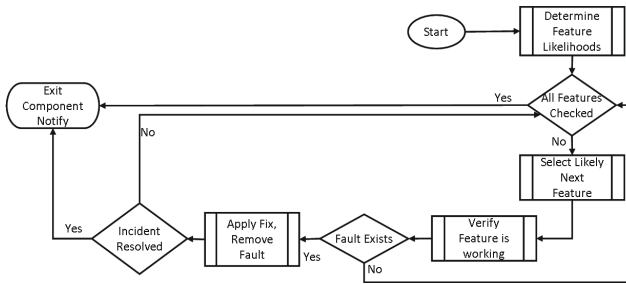 Start
Determine
Feature
Likelihoods
Exit
Component
Notify
Yes
All Features
Checked
No
No
Select Likely
Next
Feature
Yes
Incident
Resolved
Apply Fix,
Remove
Fault
Yes
Fault Exists
No
Verify
Feature is
working